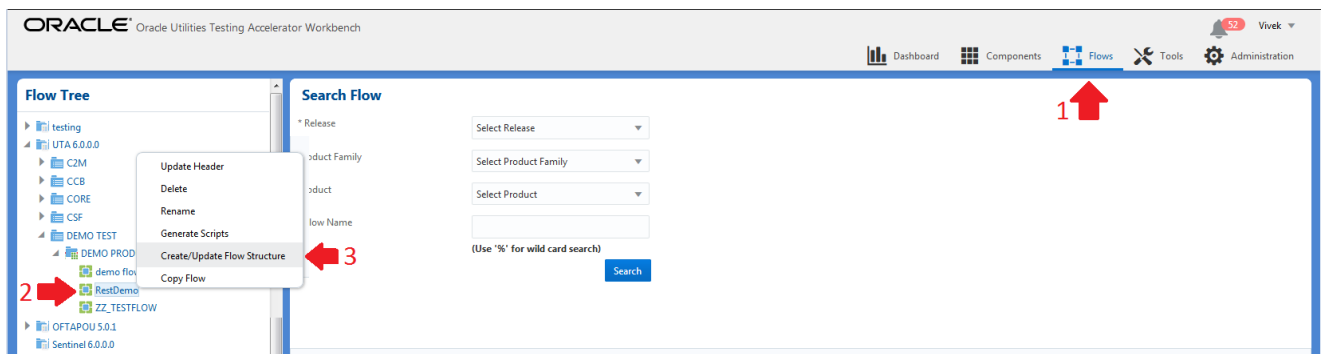 ORACLE® Oracle Utilities Testing Accelerator Workbench
52 Vivek
Dashboard Components Flows Tools Administration
1
Flow Tree
testing
UTA 6.0.0.0
C2M
CCB
CORE
CSF
DEMO TEST
DEMO PROD
demo flow
RestDemo
ZZ_TESTFLOW
OFTAPOU 5.0.1
Sentinel 6.0.0.0
2
Update Header
Delete
Rename
Generate Scripts
Create/Update Flow Structure
Copy Flow
3
Search Flow
* Release
Select Release
oduct Family
Select Product Family
oduct
Select Product
low Name
(Use '%' for wild card search)
Search